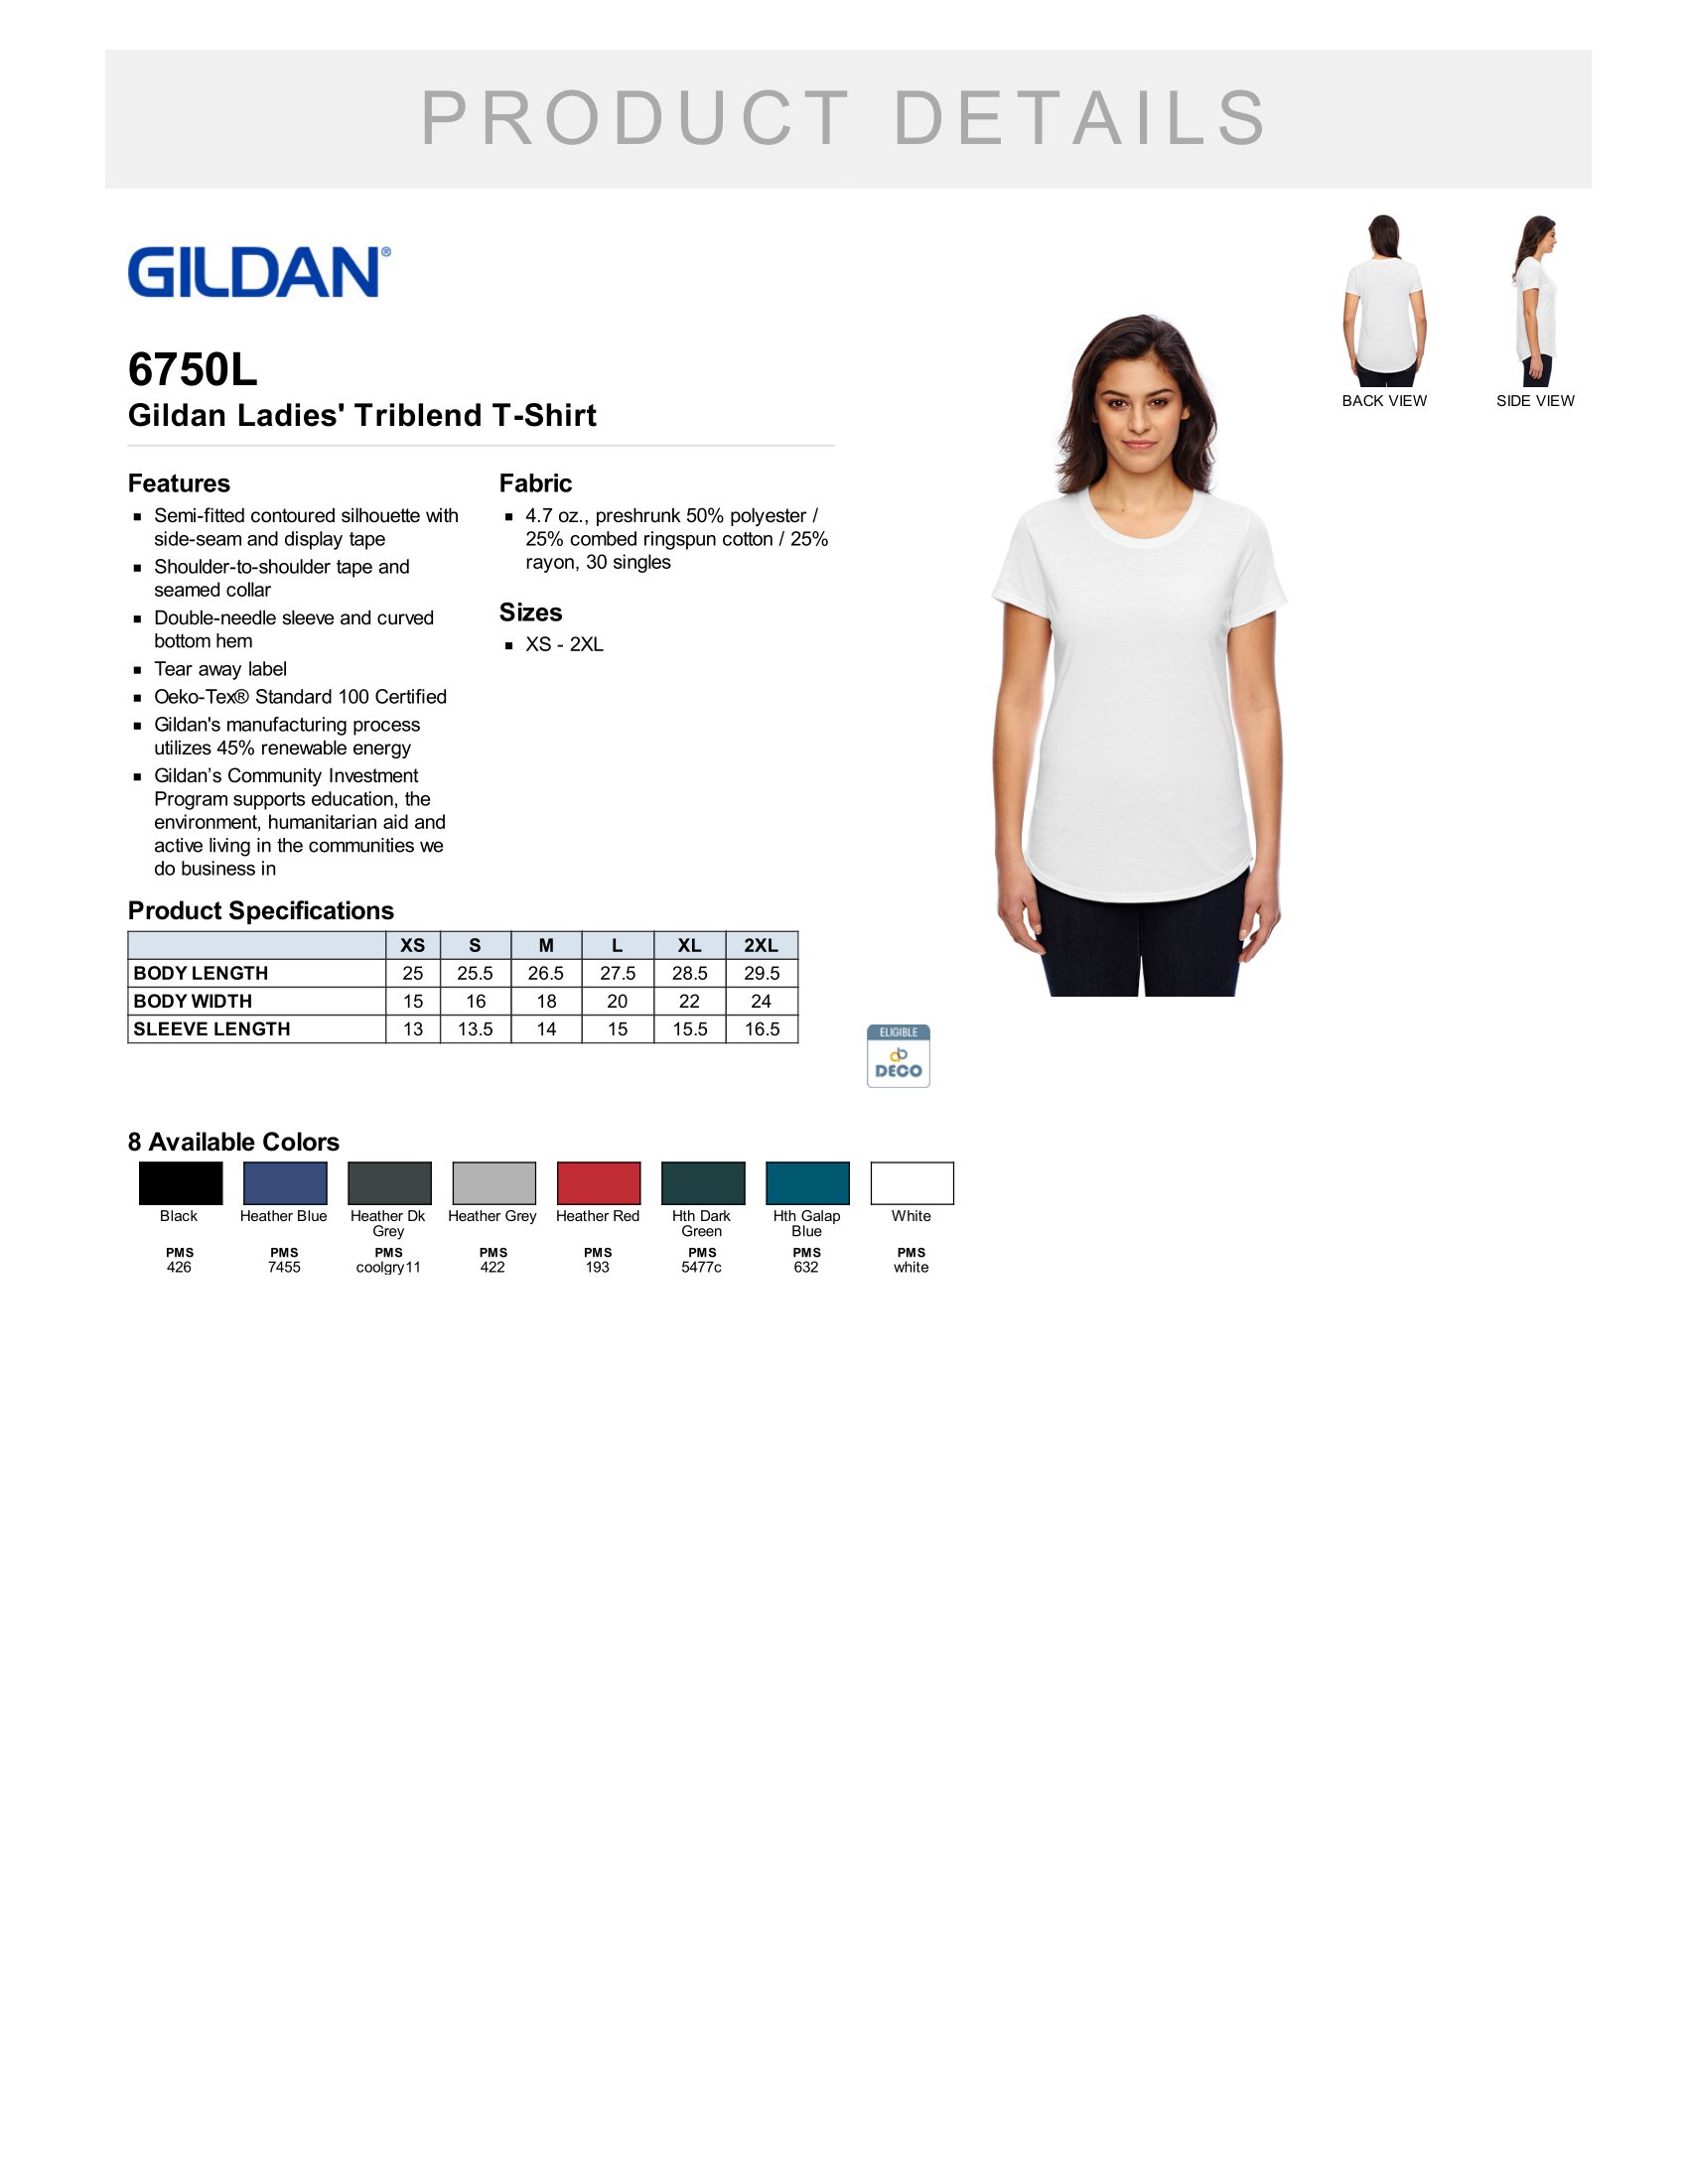 PRODUCT DETAILS
GILDAN®
BACK VIEW
SIDE VIEW
6750L
Gildan Ladies' Triblend T-Shirt
Features
Semi-fitted contoured silhouette with
side-seam and display tape
Shoulder-to-shoulder tape and
seamed collar
Double-needle sleeve and curved
bottom hem
Tear away label
Oeko-Tex® Standard 100 Certified
Gildan's manufacturing process
utilizes 45% renewable energy
Gildan’s Community Investment
Program supports education, the
environment, humanitarian aid and
active living in the communities we
do business in
Fabric
4.7 oz., preshrunk 50% polyester /
25% combed ringspun cotton / 25%
rayon, 30 singles
Sizes
XS - 2XL
Product Specifications
XS S M L XL 2XL
BODY LENGTH 25 25.5 26.5 27.5 28.5 29.5
BODY WIDTH 15 16 18 20 22 24
SLEEVE LENGTH 13 13.5 14 15 15.5 16.5
ELIGIBLE
ab
DECO
8 Available Colors
Black
PMS
426
Heather Blue
PMS
7455
Heather Dk
Grey
PMS
coolgry11
Heather Grey
PMS
422
Heather Red
PMS
193
Hth Dark
Green
PMS
5477c
Hth Galap
Blue
PMS
632
White
PMS
white